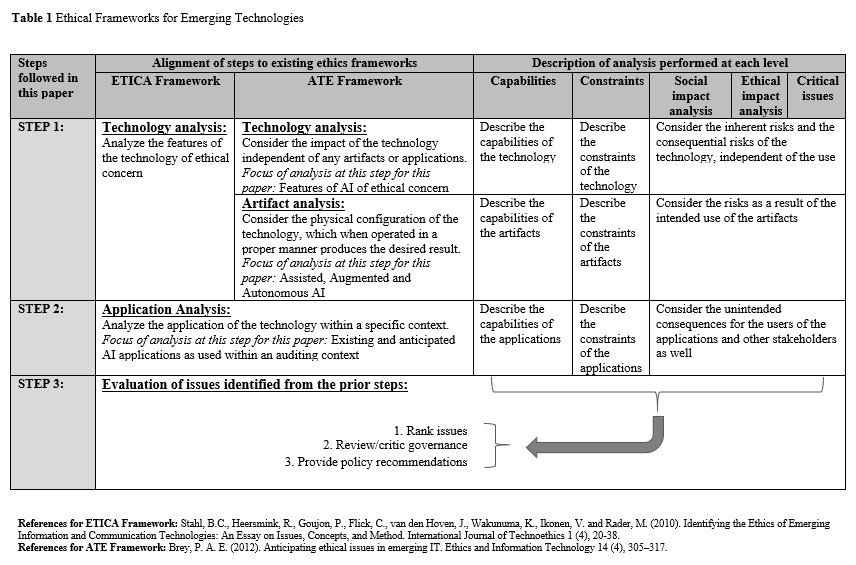 Table 1 Ethical Frameworks for Emerging Technologies
Steps
followed in
this paper
Alignment of steps to existing ethics frameworks
Description of analysis performed at each level
ETICA Framework
ATE Framework
Capabilities
Constraints
Social
impact
analysis
Ethical
impact
analysis
Critical
issues
STEP 1:
Technology analysis:
Analyze the features of
the technology of ethical
concern
Technology analysis:
Consider the impact of the technology
independent of any artifacts or applications.
Focus of analysis at this step for this
paper: Features of AI of ethical concern
Describe the
capabilities of
the technology
Describe
the
constraints
of the
technology
Consider the inherent risks and the
consequential risks of the
technology, independent of the use
Artifact analysis:
Consider the physical configuration of the
technology, which when operated in a
proper manner produces the desired result.
Focus of analysis at this step for this
paper: Assisted, Augmented and
Autonomous AI
Describe the
capabilities of
the artifacts
Describe
the
constraints
of the
artifacts
Consider the risks as a result of the
intended use of the artifacts
STEP 2:
Application Analysis:
Analyze the application of the technology within a specific context.
Focus of analysis at this step for this paper: Existing and anticipated
AI applications as used within an auditing context
Describe the
capabilities of
the applications
Describe
the
constraints
of the
applications
Consider the unintended
consequences for the users of the
applications and other stakeholders
as well
STEP 3:
Evaluation of issues identified from the prior steps:
1. Rank issues
2. Review/critic governance
3. Provide policy recommendations
References for ETICA Framework: Stahl, B.C., Heersmink, R., Goujon, P., Flick, C., van den Hoven, J., Wakunuma, K., Ikonen, V. and Rader, M. (2010). Identifying the Ethics of Emerging
Information and Communication Technologies: An Essay on Issues, Concepts, and Method. International Journal of Technoethics 1 (4), 20-38.
References for ATE Framework: Brey, P. A. E. (2012). Anticipating ethical issues in emerging IT. Ethics and Information Technology 14 (4), 305–317.